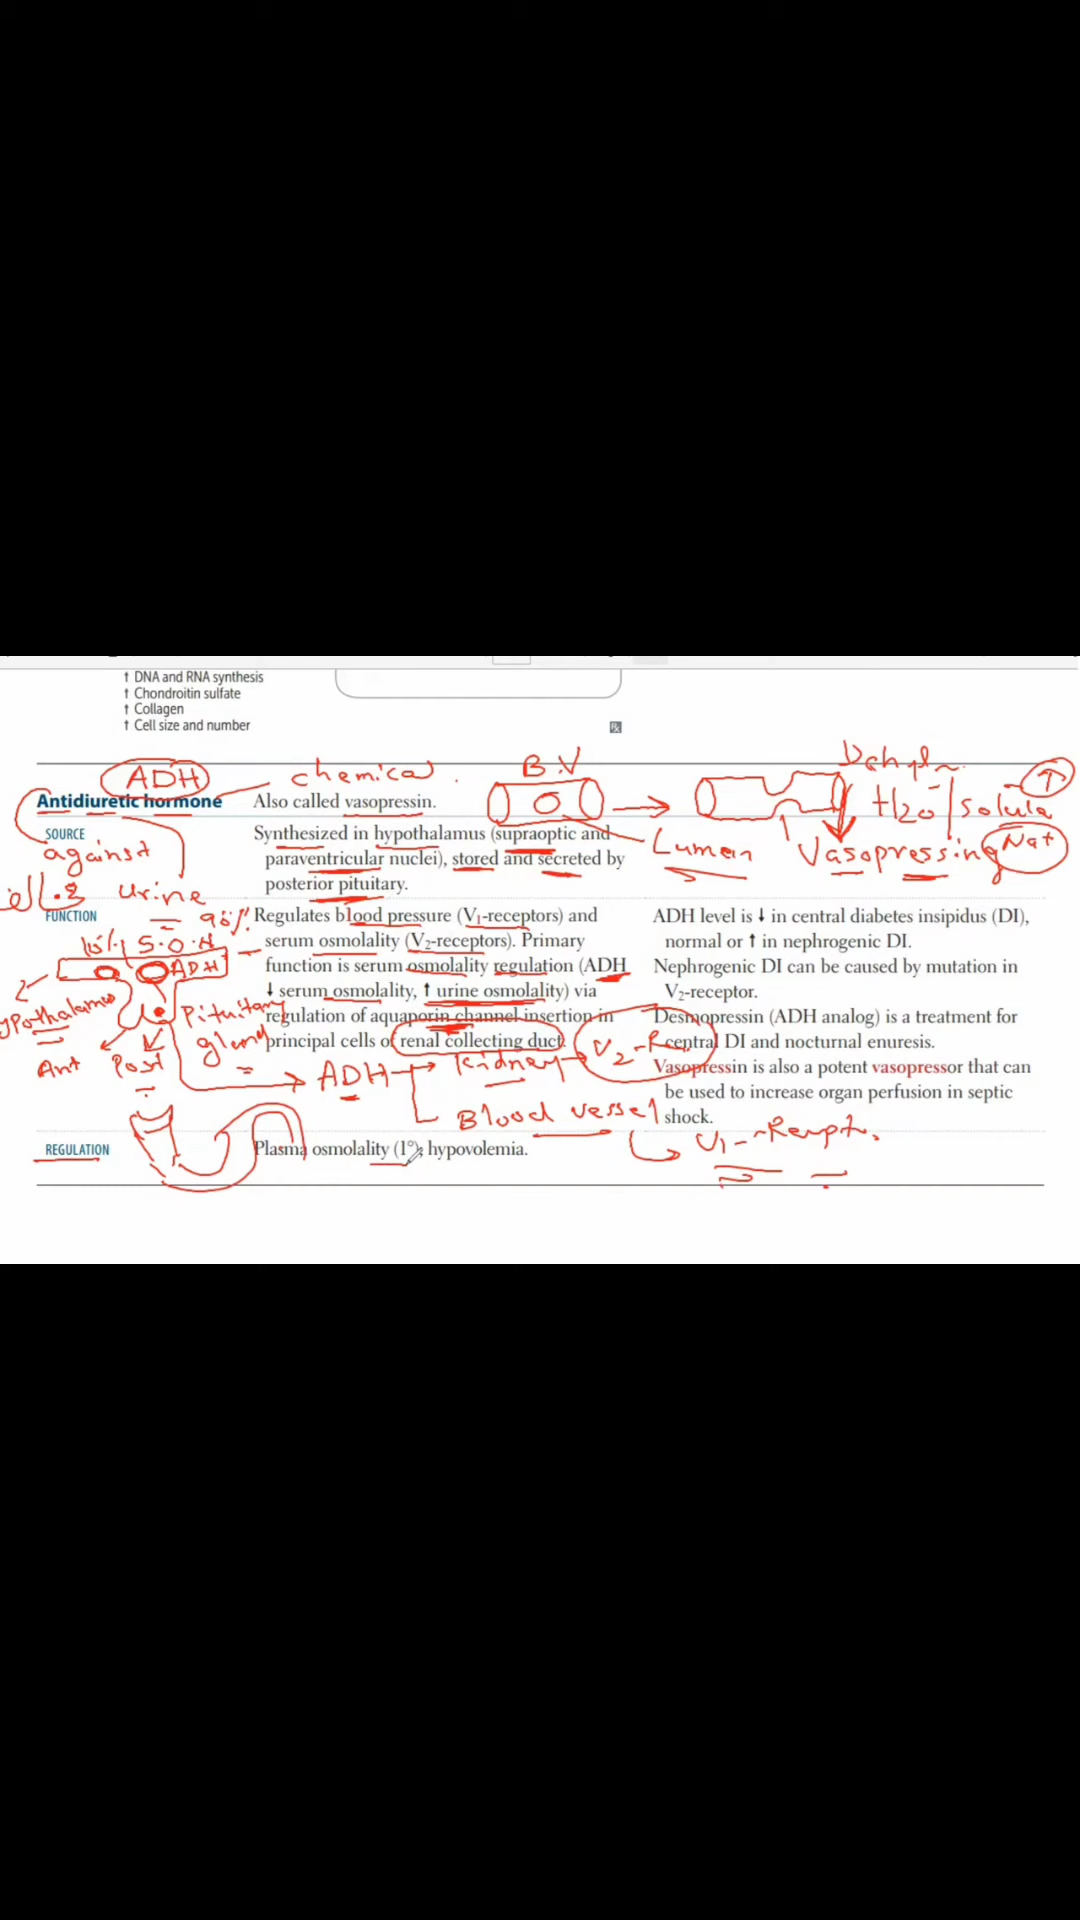 ↑ DNA and RNA synthesis
↑ Chondroitin sulfate
↑ Collagen
↑ Cell size and number
ADH
chemical
B.V
Antidiuretic hormone
Also called vasopressin.
H2O / solute
↑
SOURCE
Synthesized in hypothalamus (supraoptic and
paraventricular nuclei), stored and secreted by
posterior pituitary.
against
urine
Lumen
Vasopressing
Na+
FUNCTION
98%
10% S.O.N
ADH
Regulates blood pressure (V1-receptors) and
serum osmolality (V2-receptors). Primary
function is serum osmolality regulation (ADH
↓ serum osmolality, ↑ urine osmolality) via
regulation of aquaporin channel insertion in
principal cells of renal collecting duct.
ADH level is ↓ in central diabetes insipidus (DI),
normal or ↑ in nephrogenic DI.
Nephrogenic DI can be caused by mutation in
V2-receptor.
Desmopressin (ADH analog) is a treatment for
central DI and nocturnal enuresis.
Vasopressin is also a potent vasopressor that can
be used to increase organ perfusion in septic
shock.
ypothalamus
Pituitary
gland
Ant
Post
ADH
Kidney
V2-R
Blood vessel
REGULATION
Plasma osmolality (1°); hypovolemia.